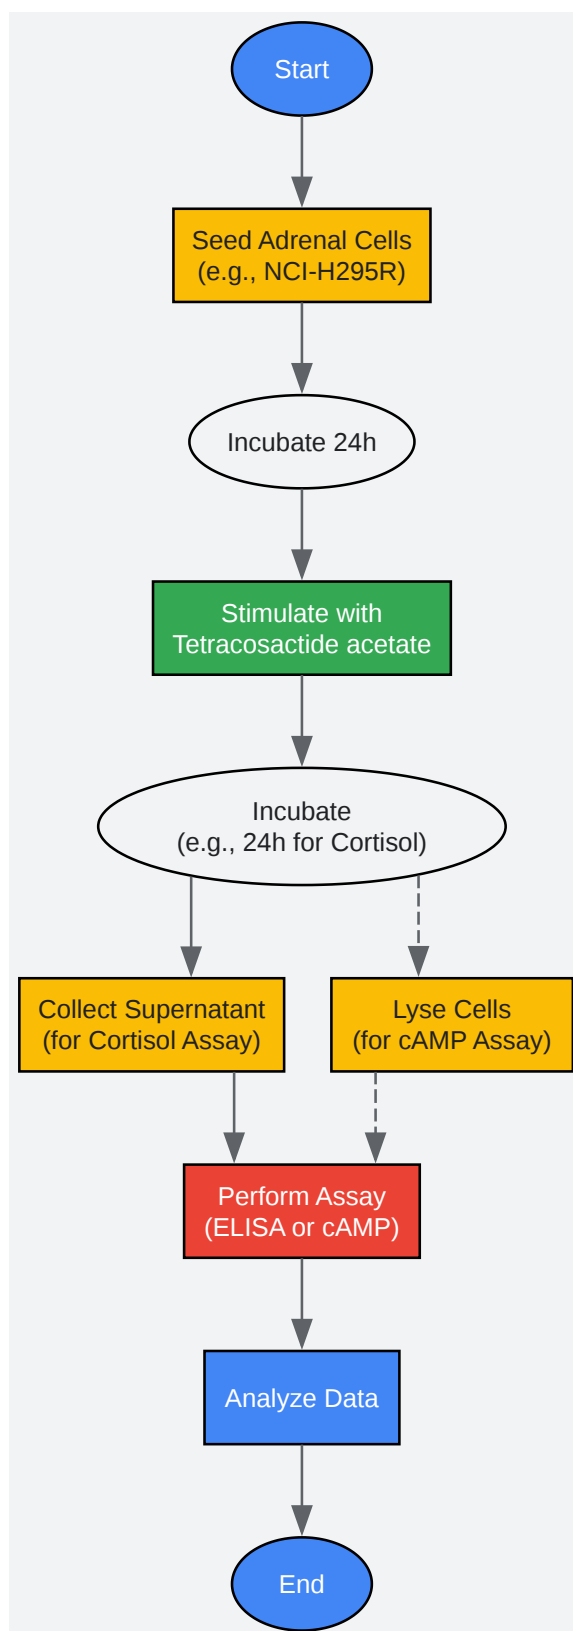 Start
Seed Adrenal Cells
(e.g., NCI-H295R)
Incubate 24h
Stimulate with
Tetracosactide acetate
Incubate
(e.g., 24h for Cortisol)
Collect Supernatant
(for Cortisol Assay)
Lyse Cells
(for cAMP Assay)
Perform Assay
(ELISA or cAMP)
Analyze Data
End